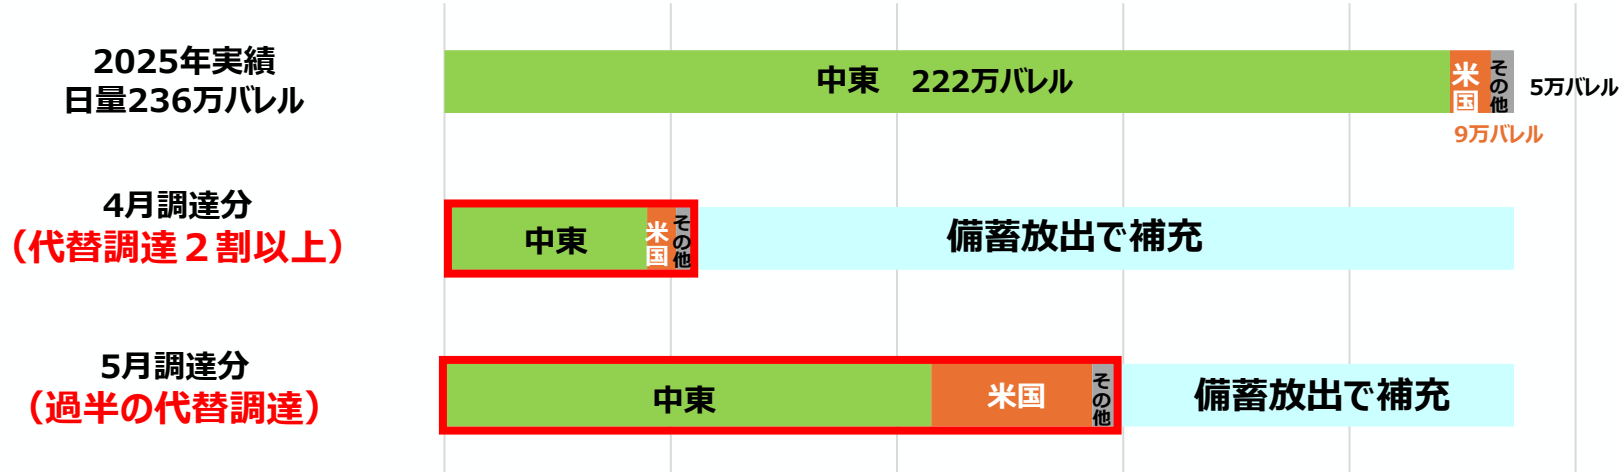 2025年実績
日量236万バレル
中東 222万バレル
米国
その他
5万バレル
9万バレル
4月調達分
（代替調達２割以上）
中東
米国
その他
備蓄放出で補充
5月調達分
（過半の代替調達）
中東
米国
その他
備蓄放出で補充